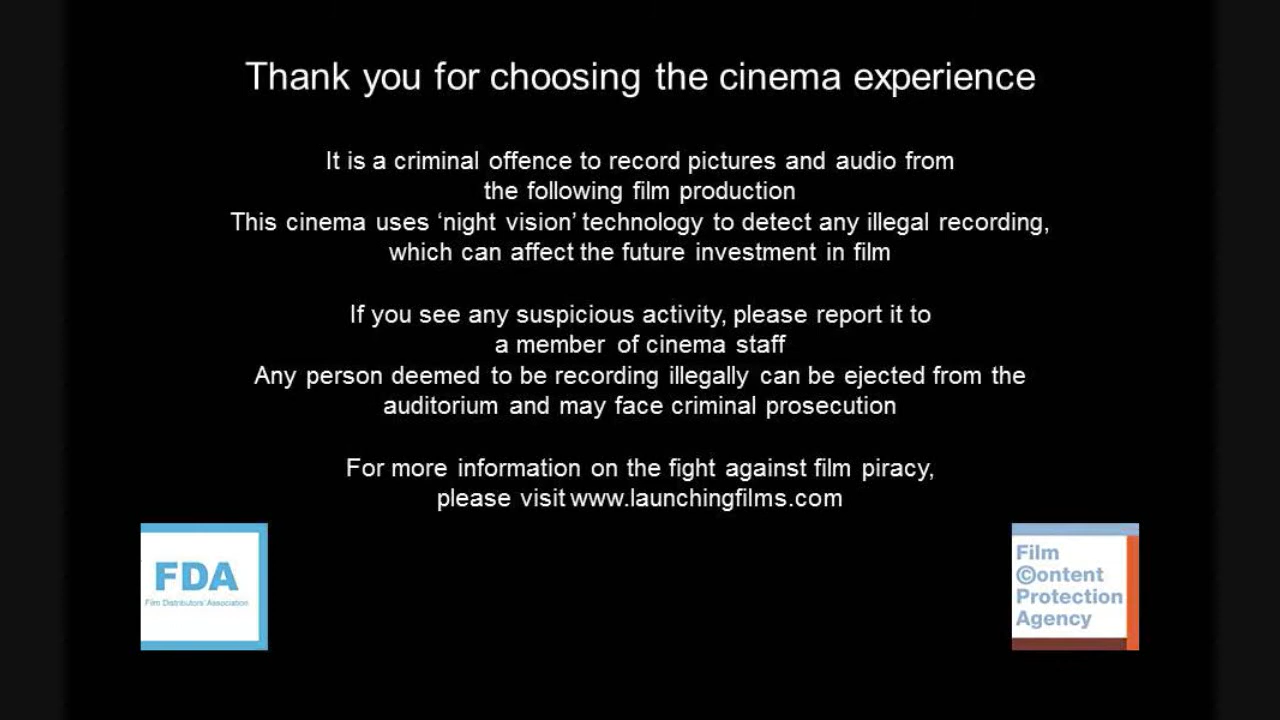 Thank you for choosing the cinema experience
It is a criminal offence to record pictures and audio from
the following film production
This cinema uses ‘night vision’ technology to detect any illegal recording,
which can affect the future investment in film
If you see any suspicious activity, please report it to
a member of cinema staff
Any person deemed to be recording illegally can be ejected from the
auditorium and may face criminal prosecution
For more information on the fight against film piracy,
please visit www.launchingfilms.com
FDA
Film Distributors' Association
Film
©ontent
Protection
Agency